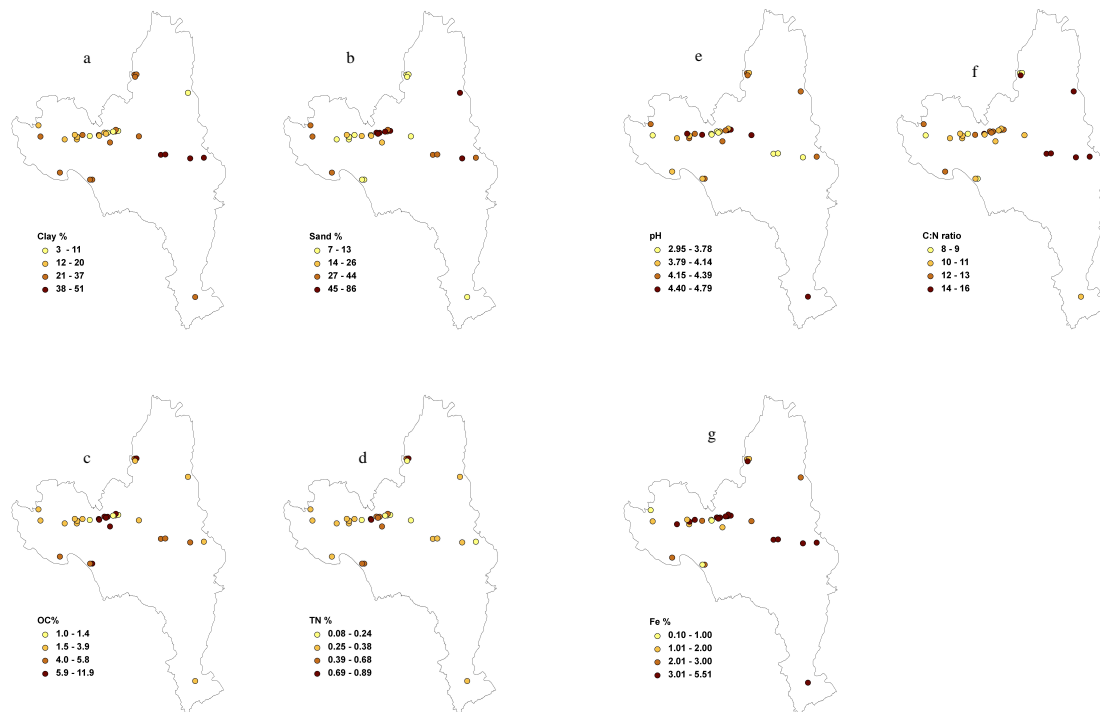 a
b
e
f
Clay %
3 - 11
12 - 20
21 - 37
38 - 51
Sand %
7 - 13
14 - 26
27 - 44
45 - 86
pH
2.95 - 3.78
3.79 - 4.14
4.15 - 4.39
4.40 - 4.79
C:N ratio
8 - 9
10 - 11
12 - 13
14 - 16
c
d
g
OC%
1.0 - 1.4
1.5 - 3.9
4.0 - 5.8
5.9 - 11.9
TN %
0.08 - 0.24
0.25 - 0.38
0.39 - 0.68
0.69 - 0.89
Fe %
0.10 - 1.00
1.01 - 2.00
2.01 - 3.00
3.01 - 5.51